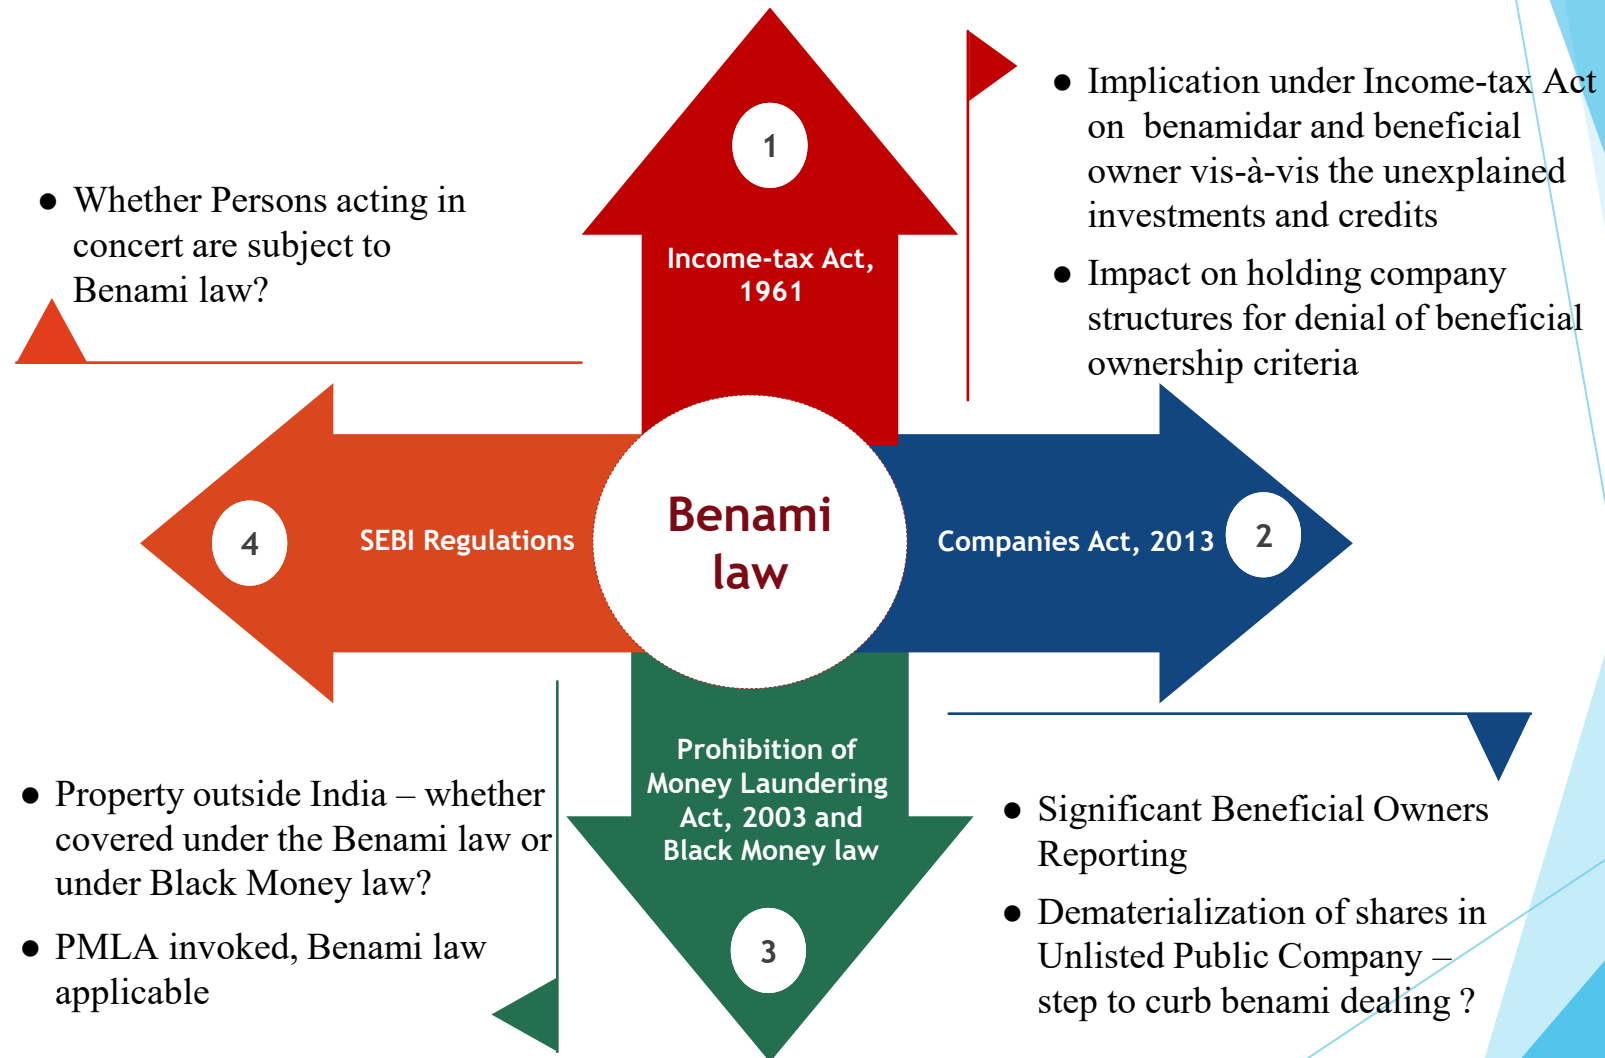 1
Income-tax Act,
1961
● Implication under Income-tax Act
on benamidar and beneficial
owner vis-à-vis the unexplained
investments and credits
● Impact on holding company
structures for denial of beneficial
ownership criteria
● Whether Persons acting in
concert are subject to
Benami law?
Benami
law
4
SEBI Regulations
Companies Act, 2013
2
Prohibition of
Money Laundering
Act, 2003 and
Black Money law
3
● Property outside India – whether
covered under the Benami law or
under Black Money law?
● PMLA invoked, Benami law
applicable
● Significant Beneficial Owners
Reporting
● Dematerialization of shares in
Unlisted Public Company –
step to curb benami dealing ?